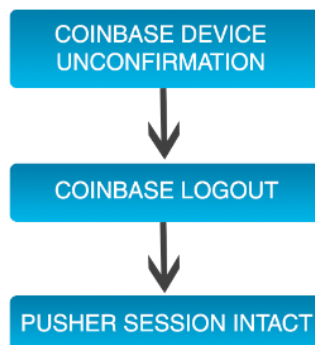 COINBASE DEVICE
UNCONFIRMATION
COINBASE LOGOUT
PUSHER SESSION INTACT